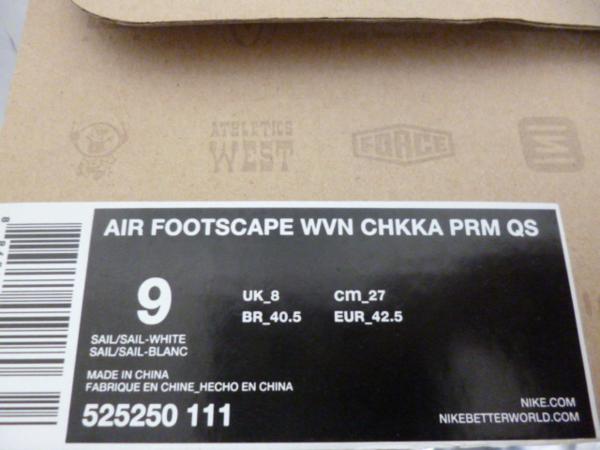 ATHLETICS
WEST
FORCE
AIR FOOTSCAPE WVN CHKKA PRM QS
9
UK_8 cm_27
BR_40.5 EUR_42.5
SAIL/SAIL-WHITE
SAIL/SAIL-BLANC
MADE IN CHINA
FABRIQUE EN CHINE_HECHO EN CHINA
525250 111
NIKE.COM
NIKEBETTERWORLD.COM